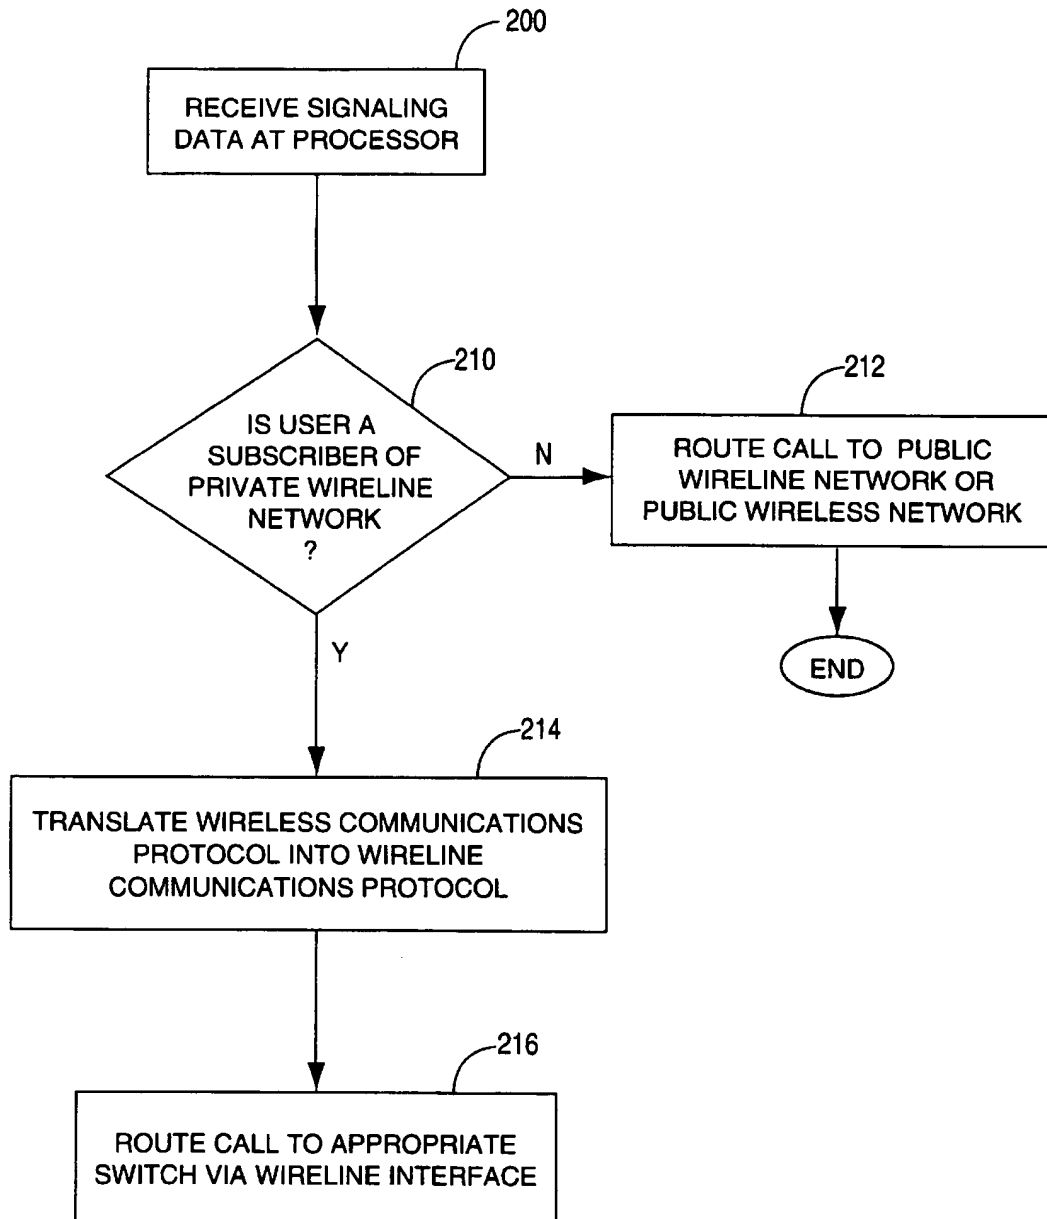 200
RECEIVE SIGNALING
DATA AT PROCESSOR
210
IS USER A
SUBSCRIBER OF
PRIVATE WIRELINE
NETWORK
?
N
212
ROUTE CALL TO PUBLIC
WIRELINE NETWORK OR
PUBLIC WIRELESS NETWORK
END
Y
214
TRANSLATE WIRELESS COMMUNICATIONS
PROTOCOL INTO WIRELINE
COMMUNICATIONS PROTOCOL
216
ROUTE CALL TO APPROPRIATE
SWITCH VIA WIRELINE INTERFACE